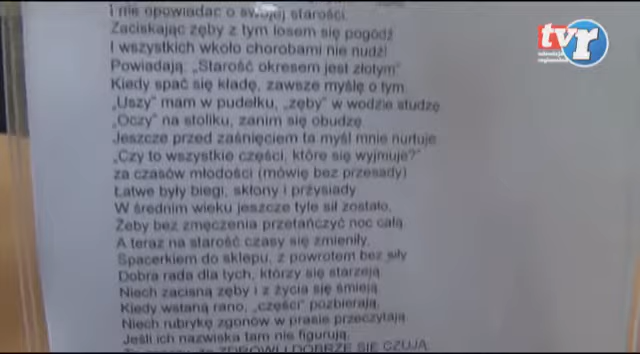 i nie opowiadać o swojej starości.
Zaciskając zęby z tym losem się pogódź
I wszystkich wkoło chorobami nie nudź!
Powiadają: „Starość okresem jest złotym"
Kiedy spać się kładę, zawsze myślę o tym
„Uszy" mam w pudełku, „zęby" w wodzie studzę
„Oczy" na stoliku, zanim się obudzę
Jeszcze przed zaśnięciem ta myśl mnie nurtuje
„Czy to wszystkie części, które się wyjmuje?"
za czasów młodości (mówię bez przesady)
Łatwe były biegi, skłony i przysiady
W średnim wieku jeszcze tyle sił zostało,
Żeby bez zmęczenia przetańczyć noc całą
A teraz na starość czasy się zmieniły,
Spacerkiem do sklepu, z powrotem bez siły
Dobra rada dla tych, którzy się starzeją
Niech zacisną zęby i z życia się śmieją
Kiedy wstaną rano, „części" pozbierają,
Niech rubrykę zgonów w prasie przeczytają
Jeśli ich nazwiska tam nie figurują,
ZDROWI I DOBRZE SIĘ CZUJĄ
tvr